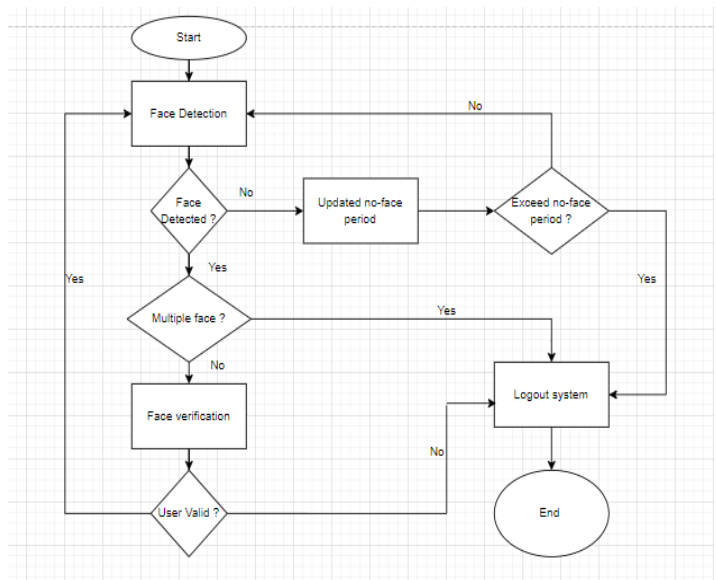 Start
Face Detection
No
Face
Detected ?
No
Updated no-face
period
Exceed no-face
period ?
Yes
Yes
Yes
Multiple face ?
Yes
No
Logout system
Face verification
No
User Valid ?
End